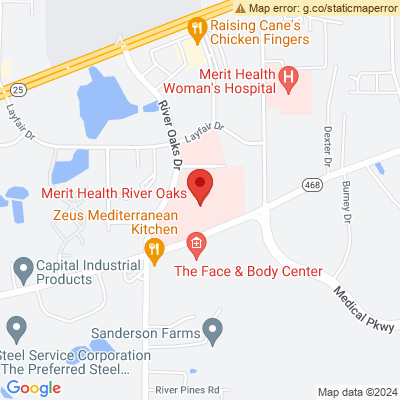 Map error: g.co/staticmaperror
Raising Cane's
Chicken Fingers
Merit Health
Woman's Hospital
H
25
Layfair Dr
Layfair Dr
River Oaks Dr
Dexter Dr
468
Burney Dr
Merit Health River Oaks
Zeus Mediterranean
Kitchen
The Face & Body Center
Capital Industrial
Products
Medical Pkwy
Sanderson Farms
Steel Service Corporation
The Preferred Steel...
River Pines Rd
Google
Map data ©2024